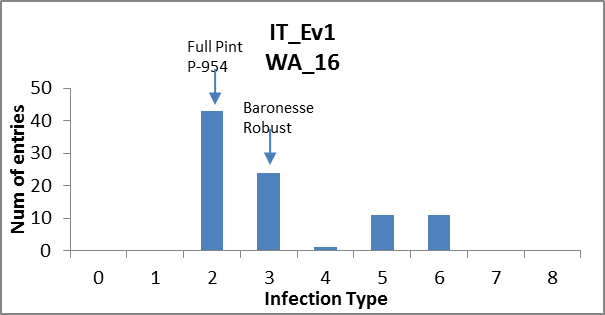 IT_Ev1
WA_16
Full Pint
P-954
Baronesse
Robust
Num of entries
50
40
30
20
10
0
0 1 2 3 4 5 6 7 8
Infection Type